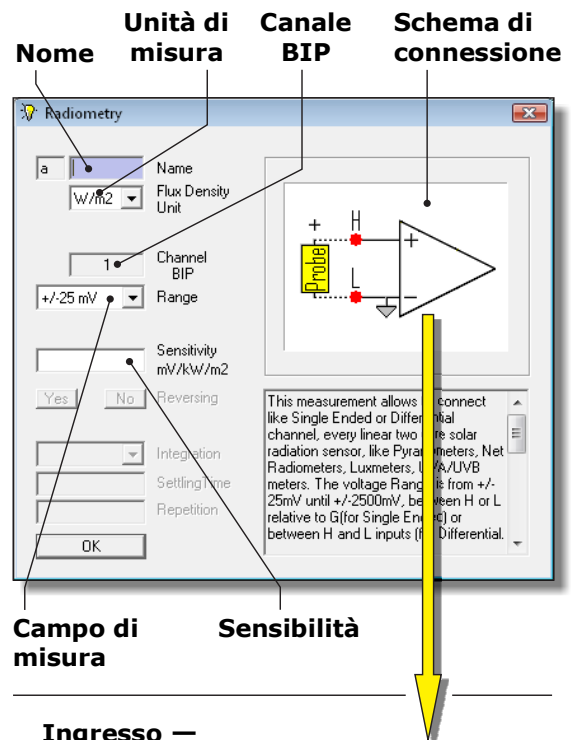 Nome
Unità di
misura
Canale
BIP
Schema di
connessione
Radiometry
a
Name
W/m2
Flux Density
Unit
1
Channel
BIP
+/-25 mV
Range
Sensitivity
mV/kW/m2
Yes No Reversing
Integration
SettlingTime
Repetition
OK
+ H
Probe
L
+
−
This measurement allows connect
like Single Ended or Differential
channel, every linear two wire solar
radiation sensor, like Pyranometers, Net
Radiometers, Luxmeters, UVA/UVB
meters. The voltage Range is from +/-
25mV until +/-2500mV, between H or L
relative to G(for Single Ended) or
between H and L inputs (for Differential.
Campo di
misura
Sensibilità
Ingresso —